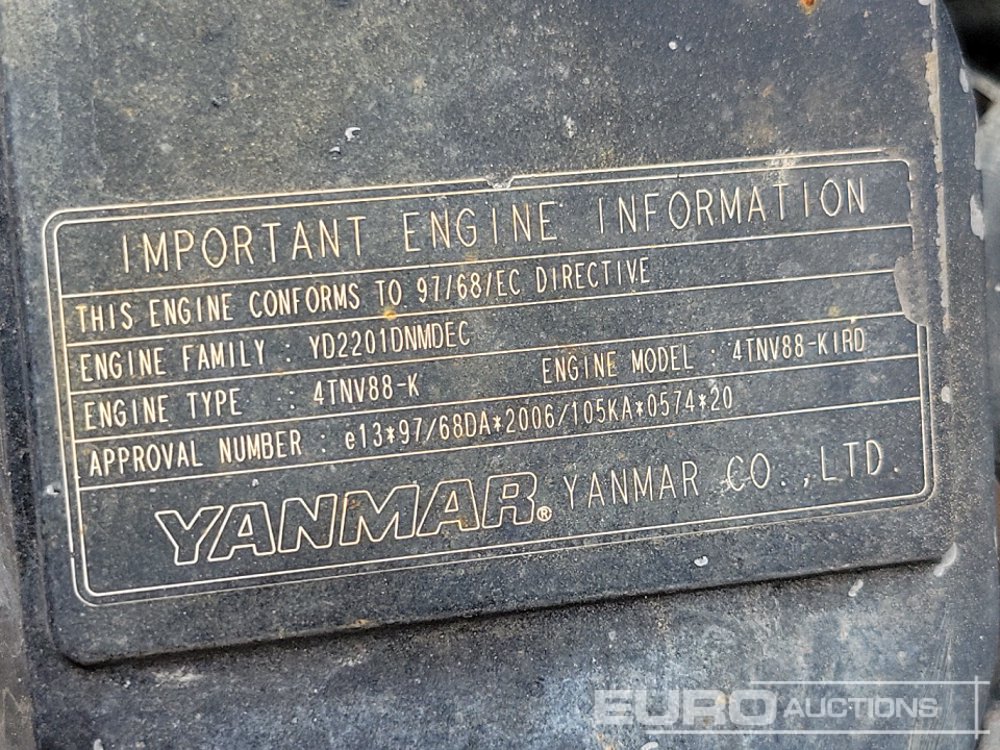 IMPORTANT ENGINE INFORMATION
THIS ENGINE CONFORMS TO 97/68/EC DIRECTIVE
ENGINE FAMILY : YD2201DNMDEC
ENGINE TYPE : 4TNV88-K ENGINE MODEL : 4TNV88-KIRD
APPROVAL NUMBER : e13*97/68DA*2006/105KA*0574*20
YANMAR® YANMAR CO.,LTD.
EURO AUCTIONS